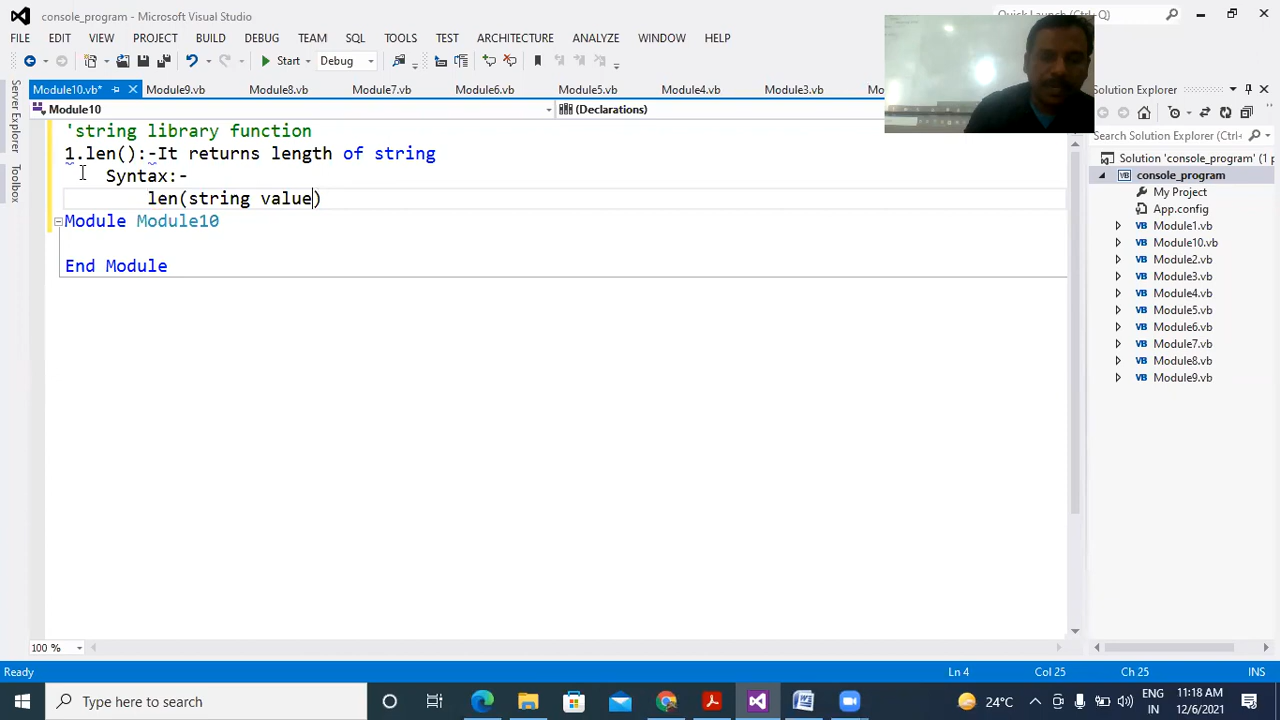 console_program - Microsoft Visual Studio
Quick Launch (Ctrl+Q)
FILE EDIT VIEW PROJECT BUILD DEBUG TEAM SQL TOOLS TEST ARCHITECTURE ANALYZE WINDOW HELP
Start Debug
Module10.vb* Module9.vb Module8.vb Module7.vb Module6.vb Module5.vb Module4.vb Module3.vb
Module10 (Declarations)
Server Explorer
Toolbox
'string library function
1.len():-It returns length of string
Syntax:-
len(string value)
Module Module10
End Module
100 %
Solution Explorer
Search Solution Explorer
Solution 'console_program'
console_program
My Project
App.config
Module1.vb
Module10.vb
Module2.vb
Module3.vb
Module4.vb
Module5.vb
Module6.vb
Module7.vb
Module8.vb
Module9.vb
Ready Ln 4 Col 25 Ch 25 INS
Type here to search
24°C
ENG
IN
11:18 AM
12/6/2021